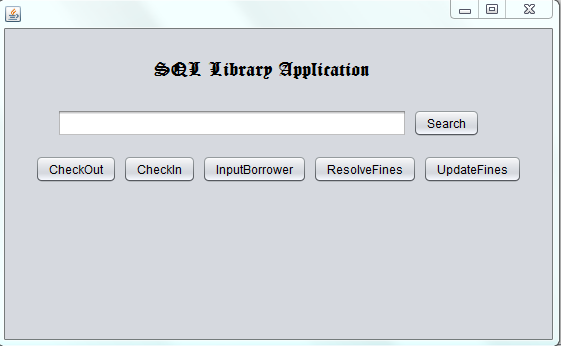 SQL Library Application
Search
CheckOut CheckIn InputBorrower ResolveFines UpdateFines